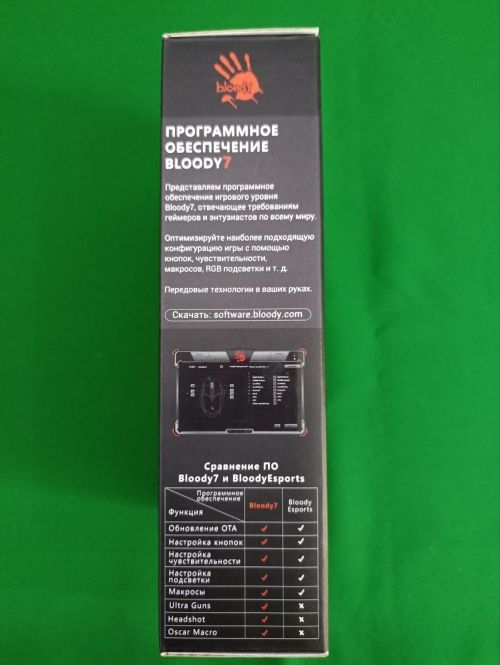 bloody
ПРОГРАММНОЕ
ОБЕСПЕЧЕНИЕ
BLOODY7
Представляем программное
обеспечение игрового уровня
Bloody7, отвечающее требованиям
геймеров и энтузиастов по всему миру.
Оптимизируйте наиболее подходящую
конфигурацию игры с помощью
кнопок, чувствительности,
макросов, RGB подсветки и т. д.
Передовые технологии в ваших руках.
Скачать: software.bloody.com
Сравнение ПО
Bloody7 и BloodyEsports
Программное
обеспечение
Функция
Bloody7
Bloody
Esports
Обновление OTA ✓ ✓
Настройка кнопок ✓ ✓
Настройка
чувствительности ✓ ✓
Настройка
подсветки ✓ ✓
Макросы ✓ ✓
Ultra Guns ✓ x
Headshot ✓ x
Oscar Macro ✓ x